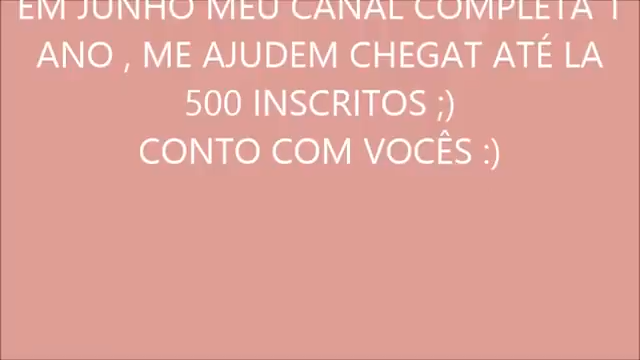 EM JUNHO MEU CANAL COMPLETA 1
ANO , ME AJUDEM CHEGAT ATÉ LA
500 INSCRITOS ;)
CONTO COM VOCÊS :)